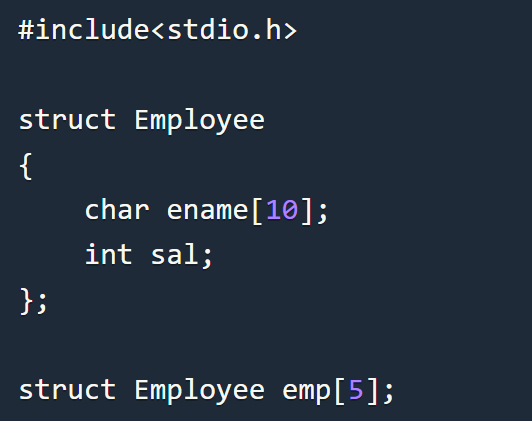 #include<stdio.h>
struct Employee
{
    char ename[10];
    int sal;
};
struct Employee emp[5];